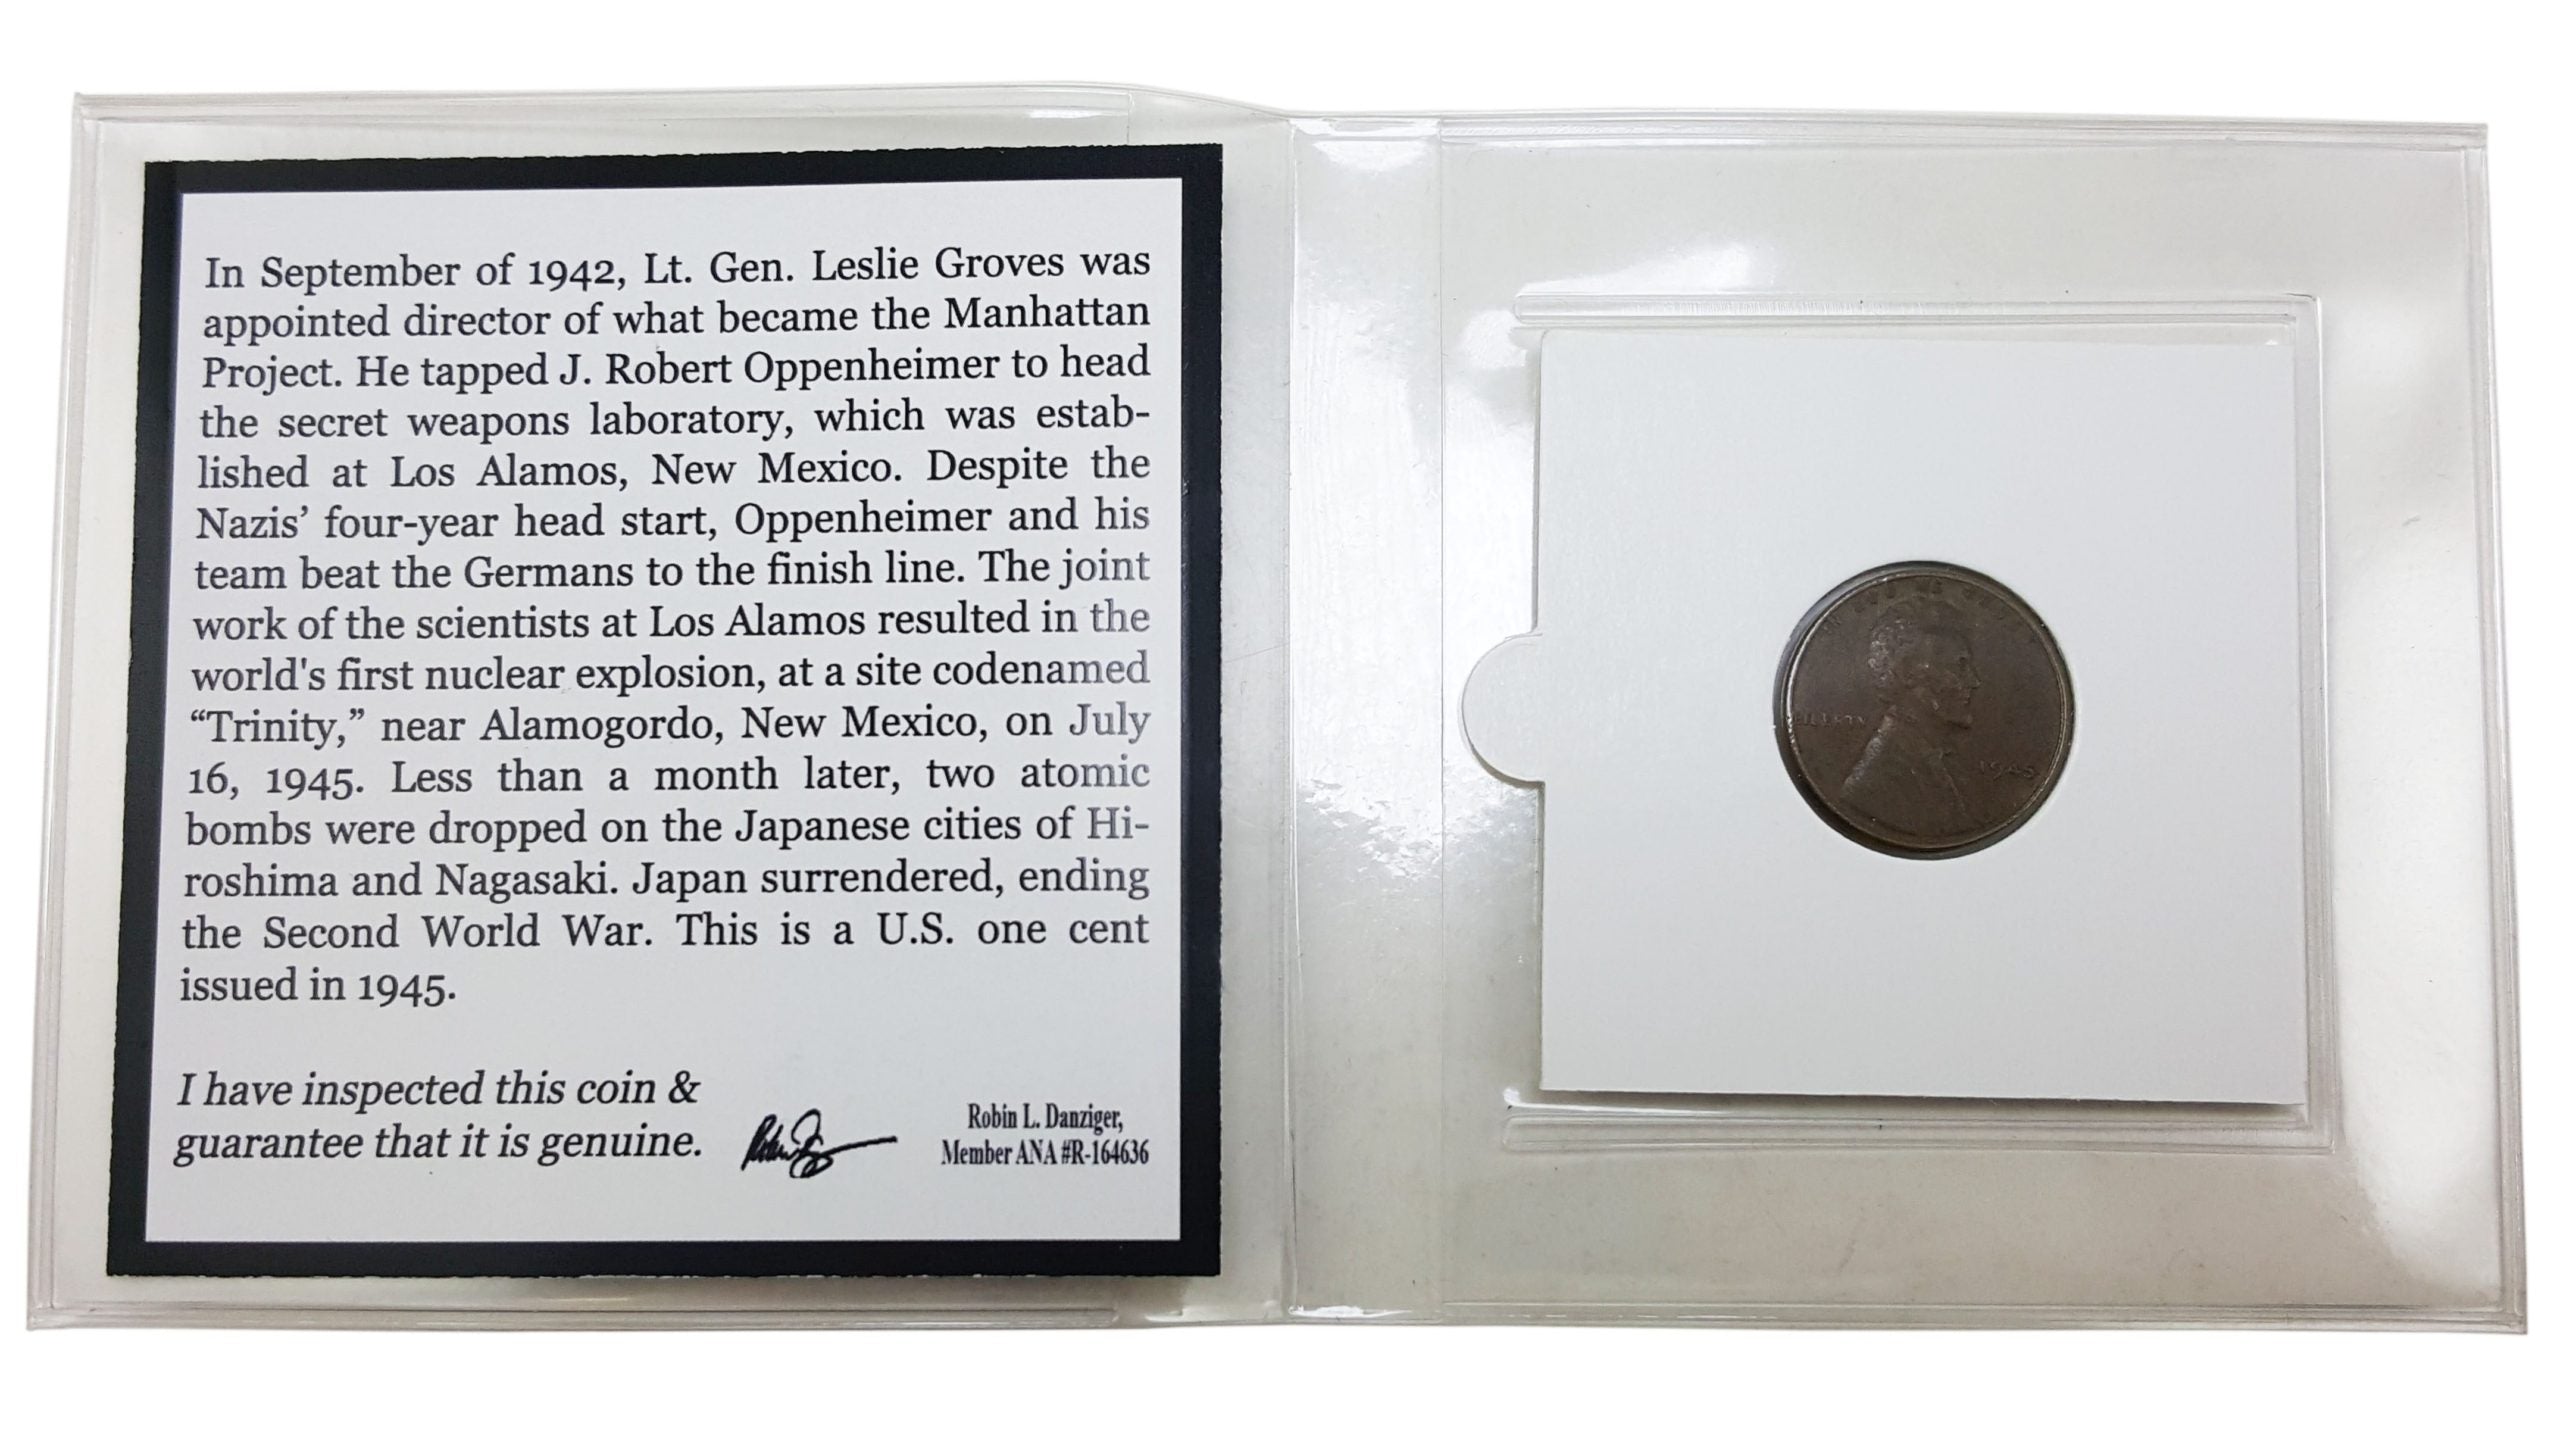 In September of 1942, Lt. Gen. Leslie Groves was
appointed director of what became the Manhattan
Project. He tapped J. Robert Oppenheimer to head
the secret weapons laboratory, which was estab-
lished at Los Alamos, New Mexico. Despite the
Nazis’ four-year head start, Oppenheimer and his
team beat the Germans to the finish line. The joint
work of the scientists at Los Alamos resulted in the
world's first nuclear explosion, at a site codenamed
“Trinity,” near Alamogordo, New Mexico, on July
16, 1945. Less than a month later, two atomic
bombs were dropped on the Japanese cities of Hi-
roshima and Nagasaki. Japan surrendered, ending
the Second World War. This is a U.S. one cent
issued in 1945.
I have inspected this coin &
guarantee that it is genuine.
Robin L. Danziger,
Member ANA #R-164636
LIBERTY
1945